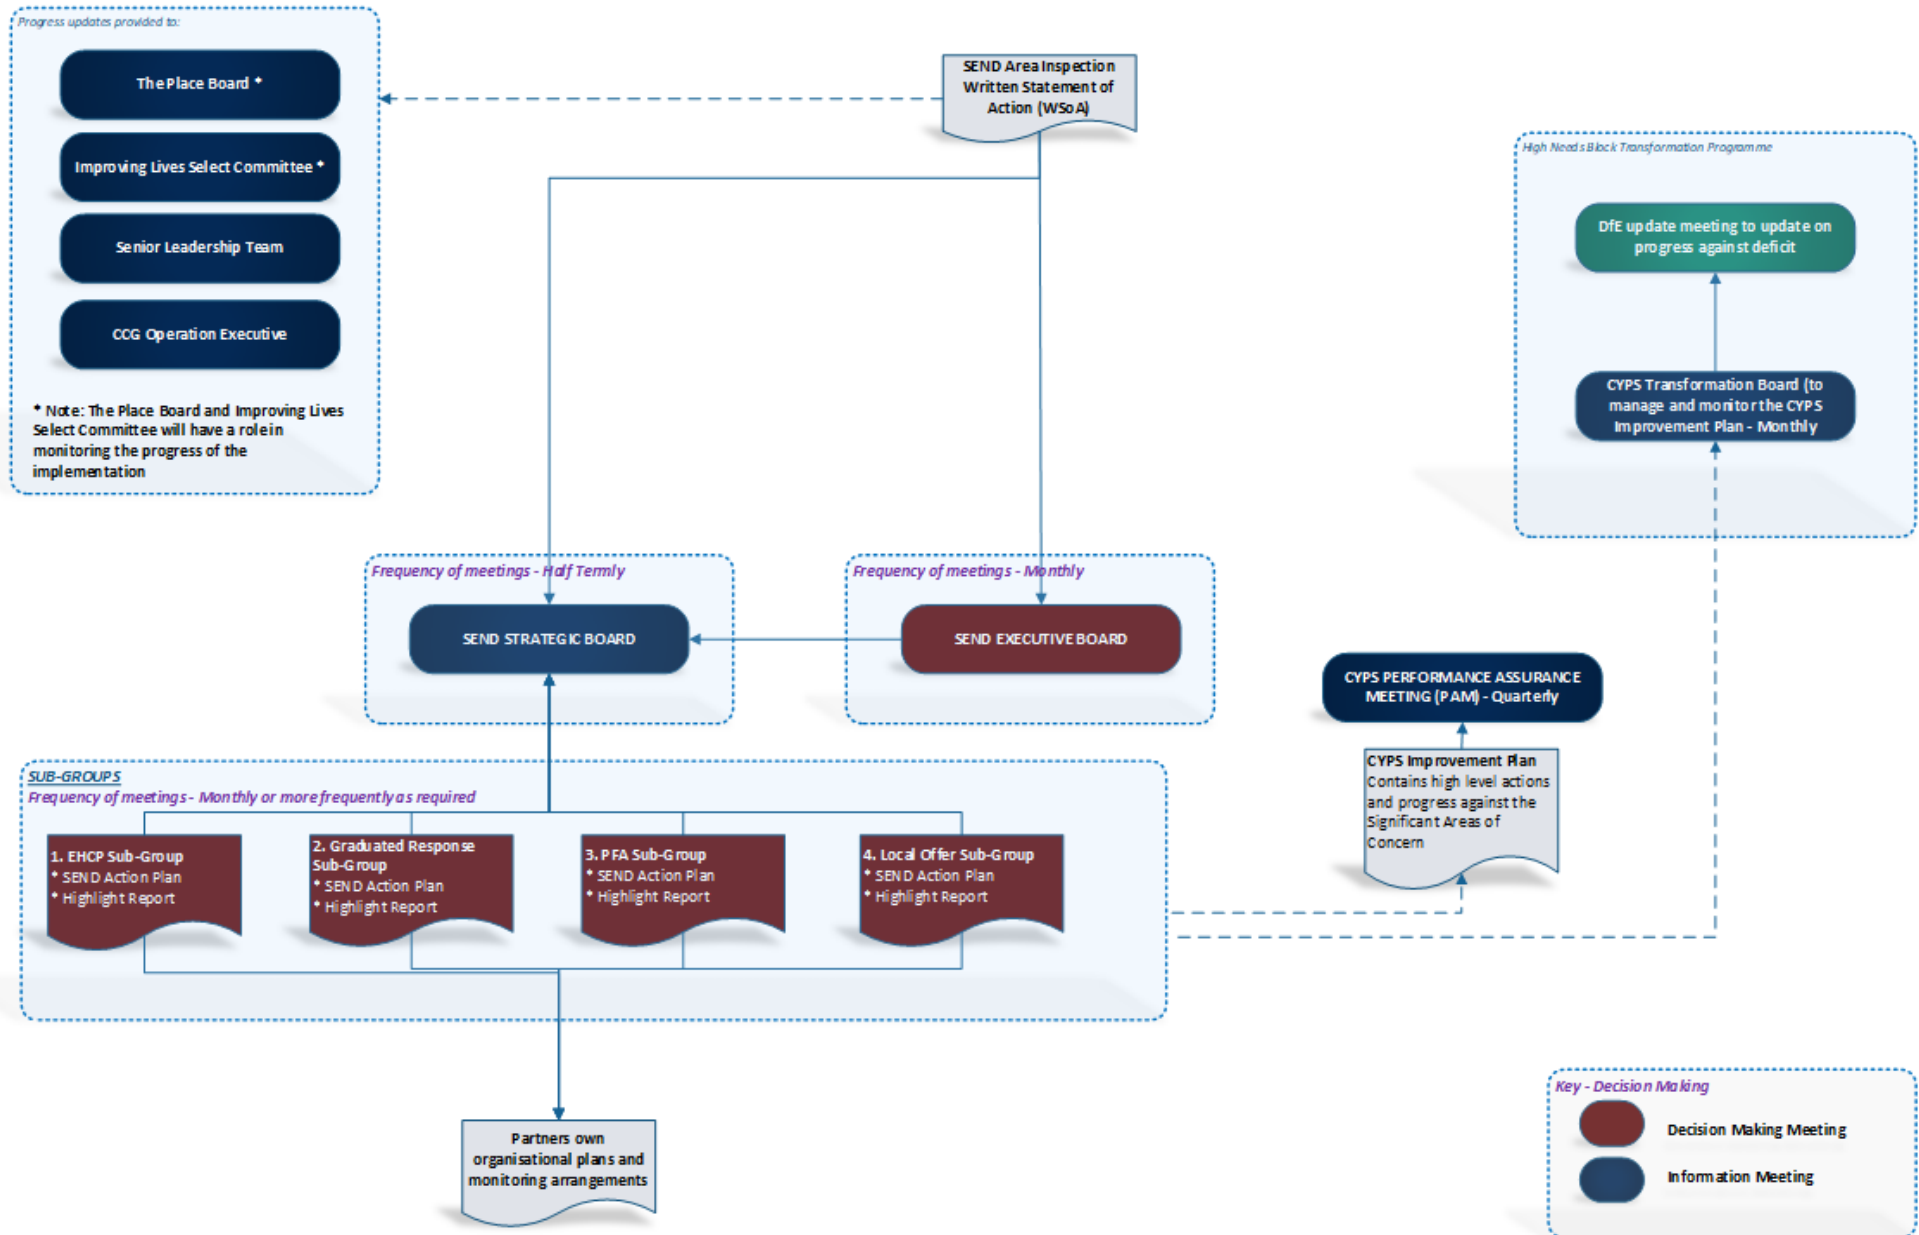 Progress updates provided to:
The Place Board *
Improving Lives Select Committee *
Senior Leadership Team
CCG Operation Executive
* Note: The Place Board and Improving Lives
Select Committee will have a role in
monitoring the progress of the
implementation
SEND Area Inspection
Written Statement of
Action (WSoA)
High Needs Block Transformation Programme
DfE update meeting to update on
progress against deficit
CYPS Transformation Board (to
manage and monitor the CYPS
Improvement Plan - Monthly
Frequency of meetings - Half Termly
SEND STRATEGIC BOARD
Frequency of meetings - Monthly
SEND EXECUTIVE BOARD
CYPS PERFORMANCE ASSURANCE
MEETING (PAM) - Quarterly
CYPS Improvement Plan
Contains high level actions
and progress against the
Significant Areas of
Concern
SUB-GROUPS
Frequency of meetings - Monthly or more frequently as required
1. EHCP Sub-Group
* SEND Action Plan
* Highlight Report
2. Graduated Response
Sub-Group
* SEND Action Plan
* Highlight Report
3. PFA Sub-Group
* SEND Action Plan
* Highlight Report
4. Local Offer Sub-Group
* SEND Action Plan
* Highlight Report
Partners own
organisational plans and
monitoring arrangements
Key - Decision Making
Decision Making Meeting
Information Meeting